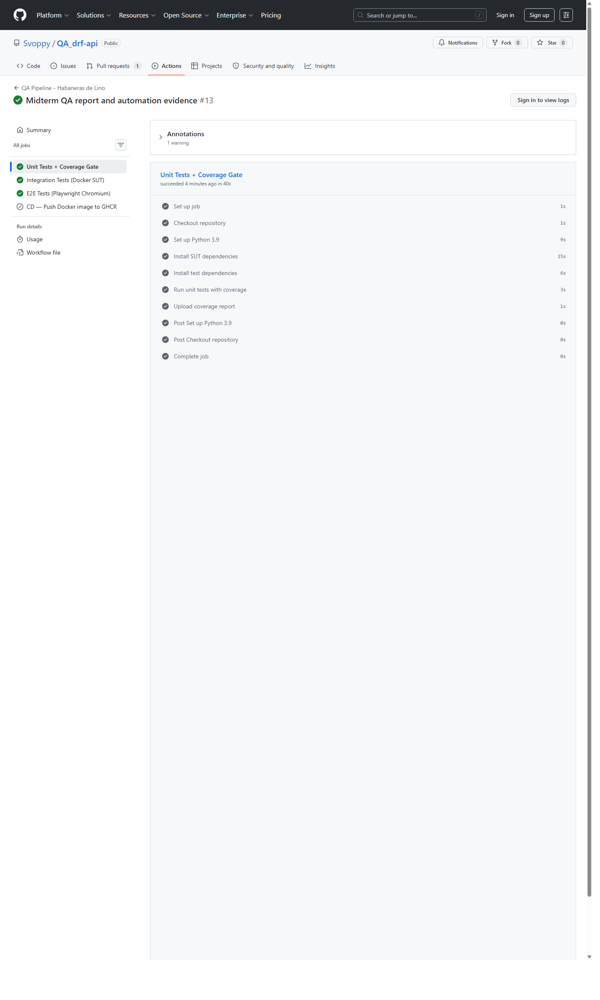 Platform Solutions Resources Open Source Enterprise Pricing Search or jump to... / Sign in Sign up
Svoppy / QA_drf-api Public Notifications Fork 0 Star 0
Code Issues Pull requests 1 Actions Projects Security and quality Insights
QA Pipeline - Habaneras de Lino
Midterm QA report and automation evidence #13
Sign in to view logs
Summary
All jobs
Unit Tests + Coverage Gate
Integration Tests (Docker SUT)
E2E Tests (Playwright Chromium)
CD — Push Docker image to GHCR
Run details
Usage
Workflow file
Annotations
1 warning
Unit Tests + Coverage Gate
succeeded 4 minutes ago in 40s
Set up job 1s
Checkout repository 1s
Set up Python 3.9 9s
Install SUT dependencies 15s
Install test dependencies 6s
Run unit tests with coverage 3s
Upload coverage report 1s
Post Set up Python 3.9 0s
Post Checkout repository 0s
Complete job 0s